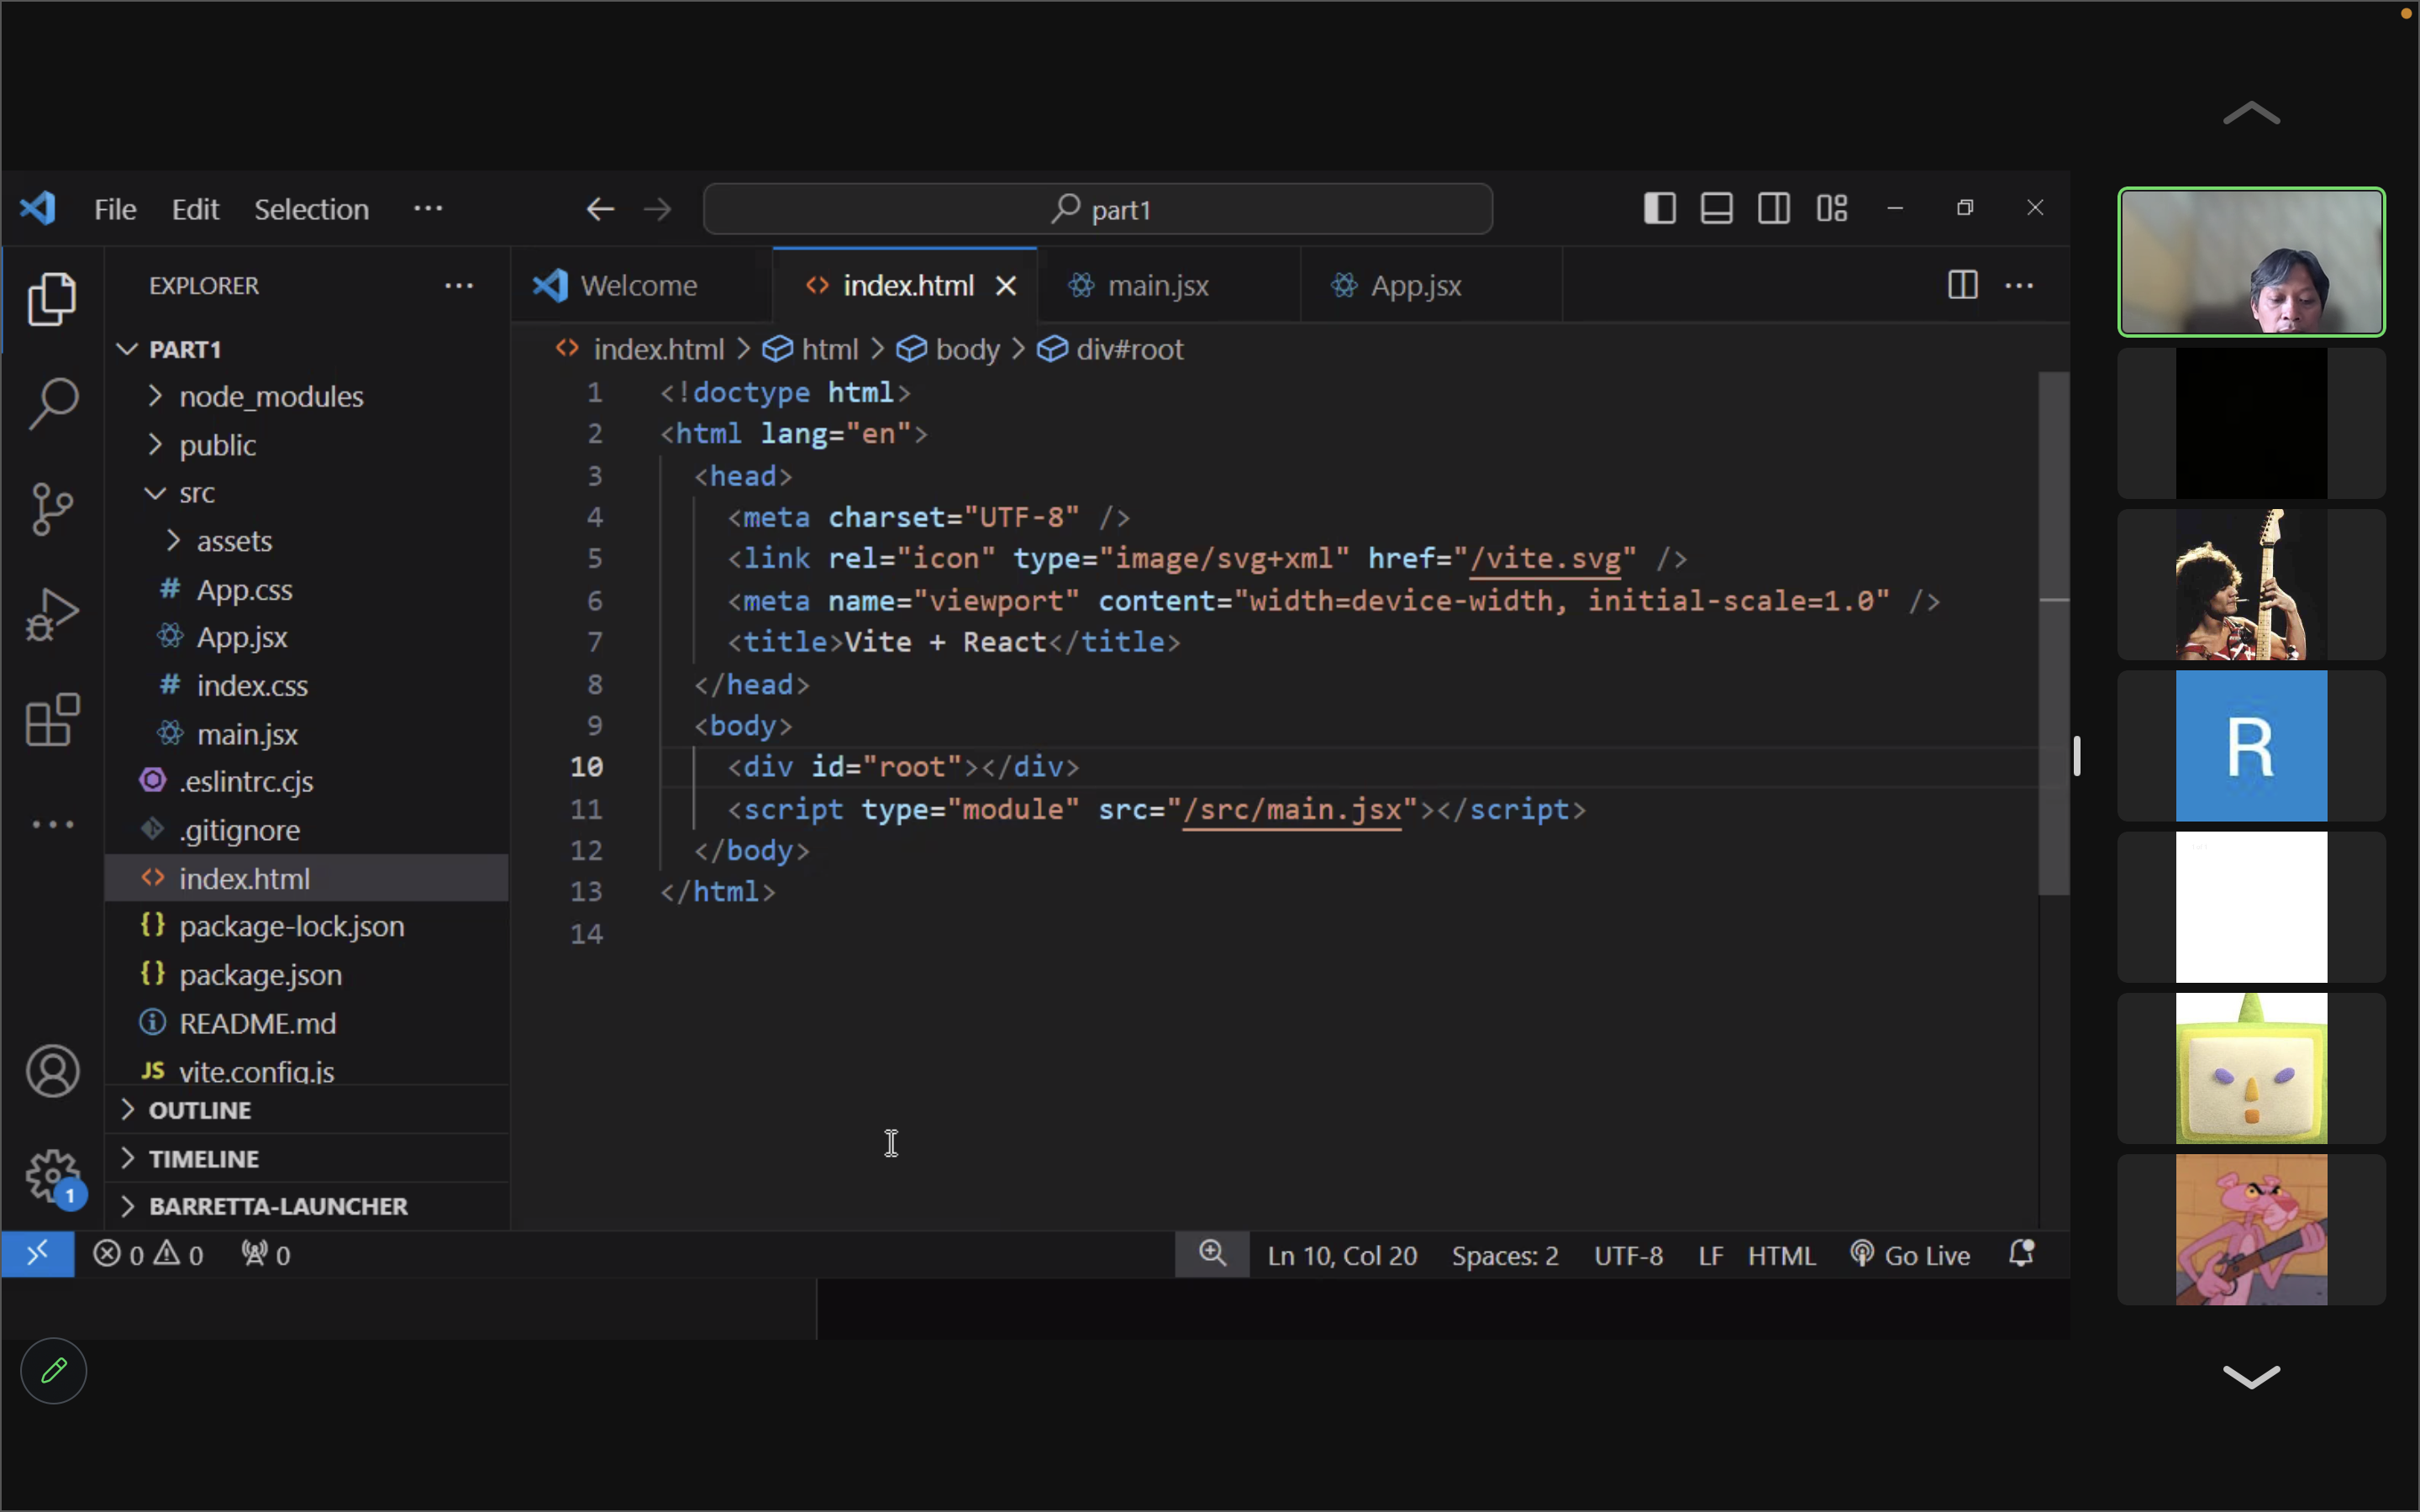 File Edit Selection ··· part1
EXPLORER ···
PART1
node_modules
public
src
assets
# App.css
App.jsx
# index.css
main.jsx
.eslintrc.cjs
.gitignore
<> index.html
{} package-lock.json
{} package.json
README.md
JS vite.config.js
OUTLINE
TIMELINE
BARRETTA-LAUNCHER
1
Welcome <> index.html main.jsx App.jsx ···
<> index.html > html > body > div#root
1 <!doctype html>
2 <html lang="en">
3 <head>
4 <meta charset="UTF-8" />
5 <link rel="icon" type="image/svg+xml" href="/vite.svg" />
6 <meta name="viewport" content="width=device-width, initial-scale=1.0" />
7 <title>Vite + React</title>
8 </head>
9 <body>
10 <div id="root"></div>
11 <script type="module" src="/src/main.jsx"></script>
12 </body>
13 </html>
14
0 0 0 Ln 10, Col 20 Spaces: 2 UTF-8 LF HTML Go Live
R